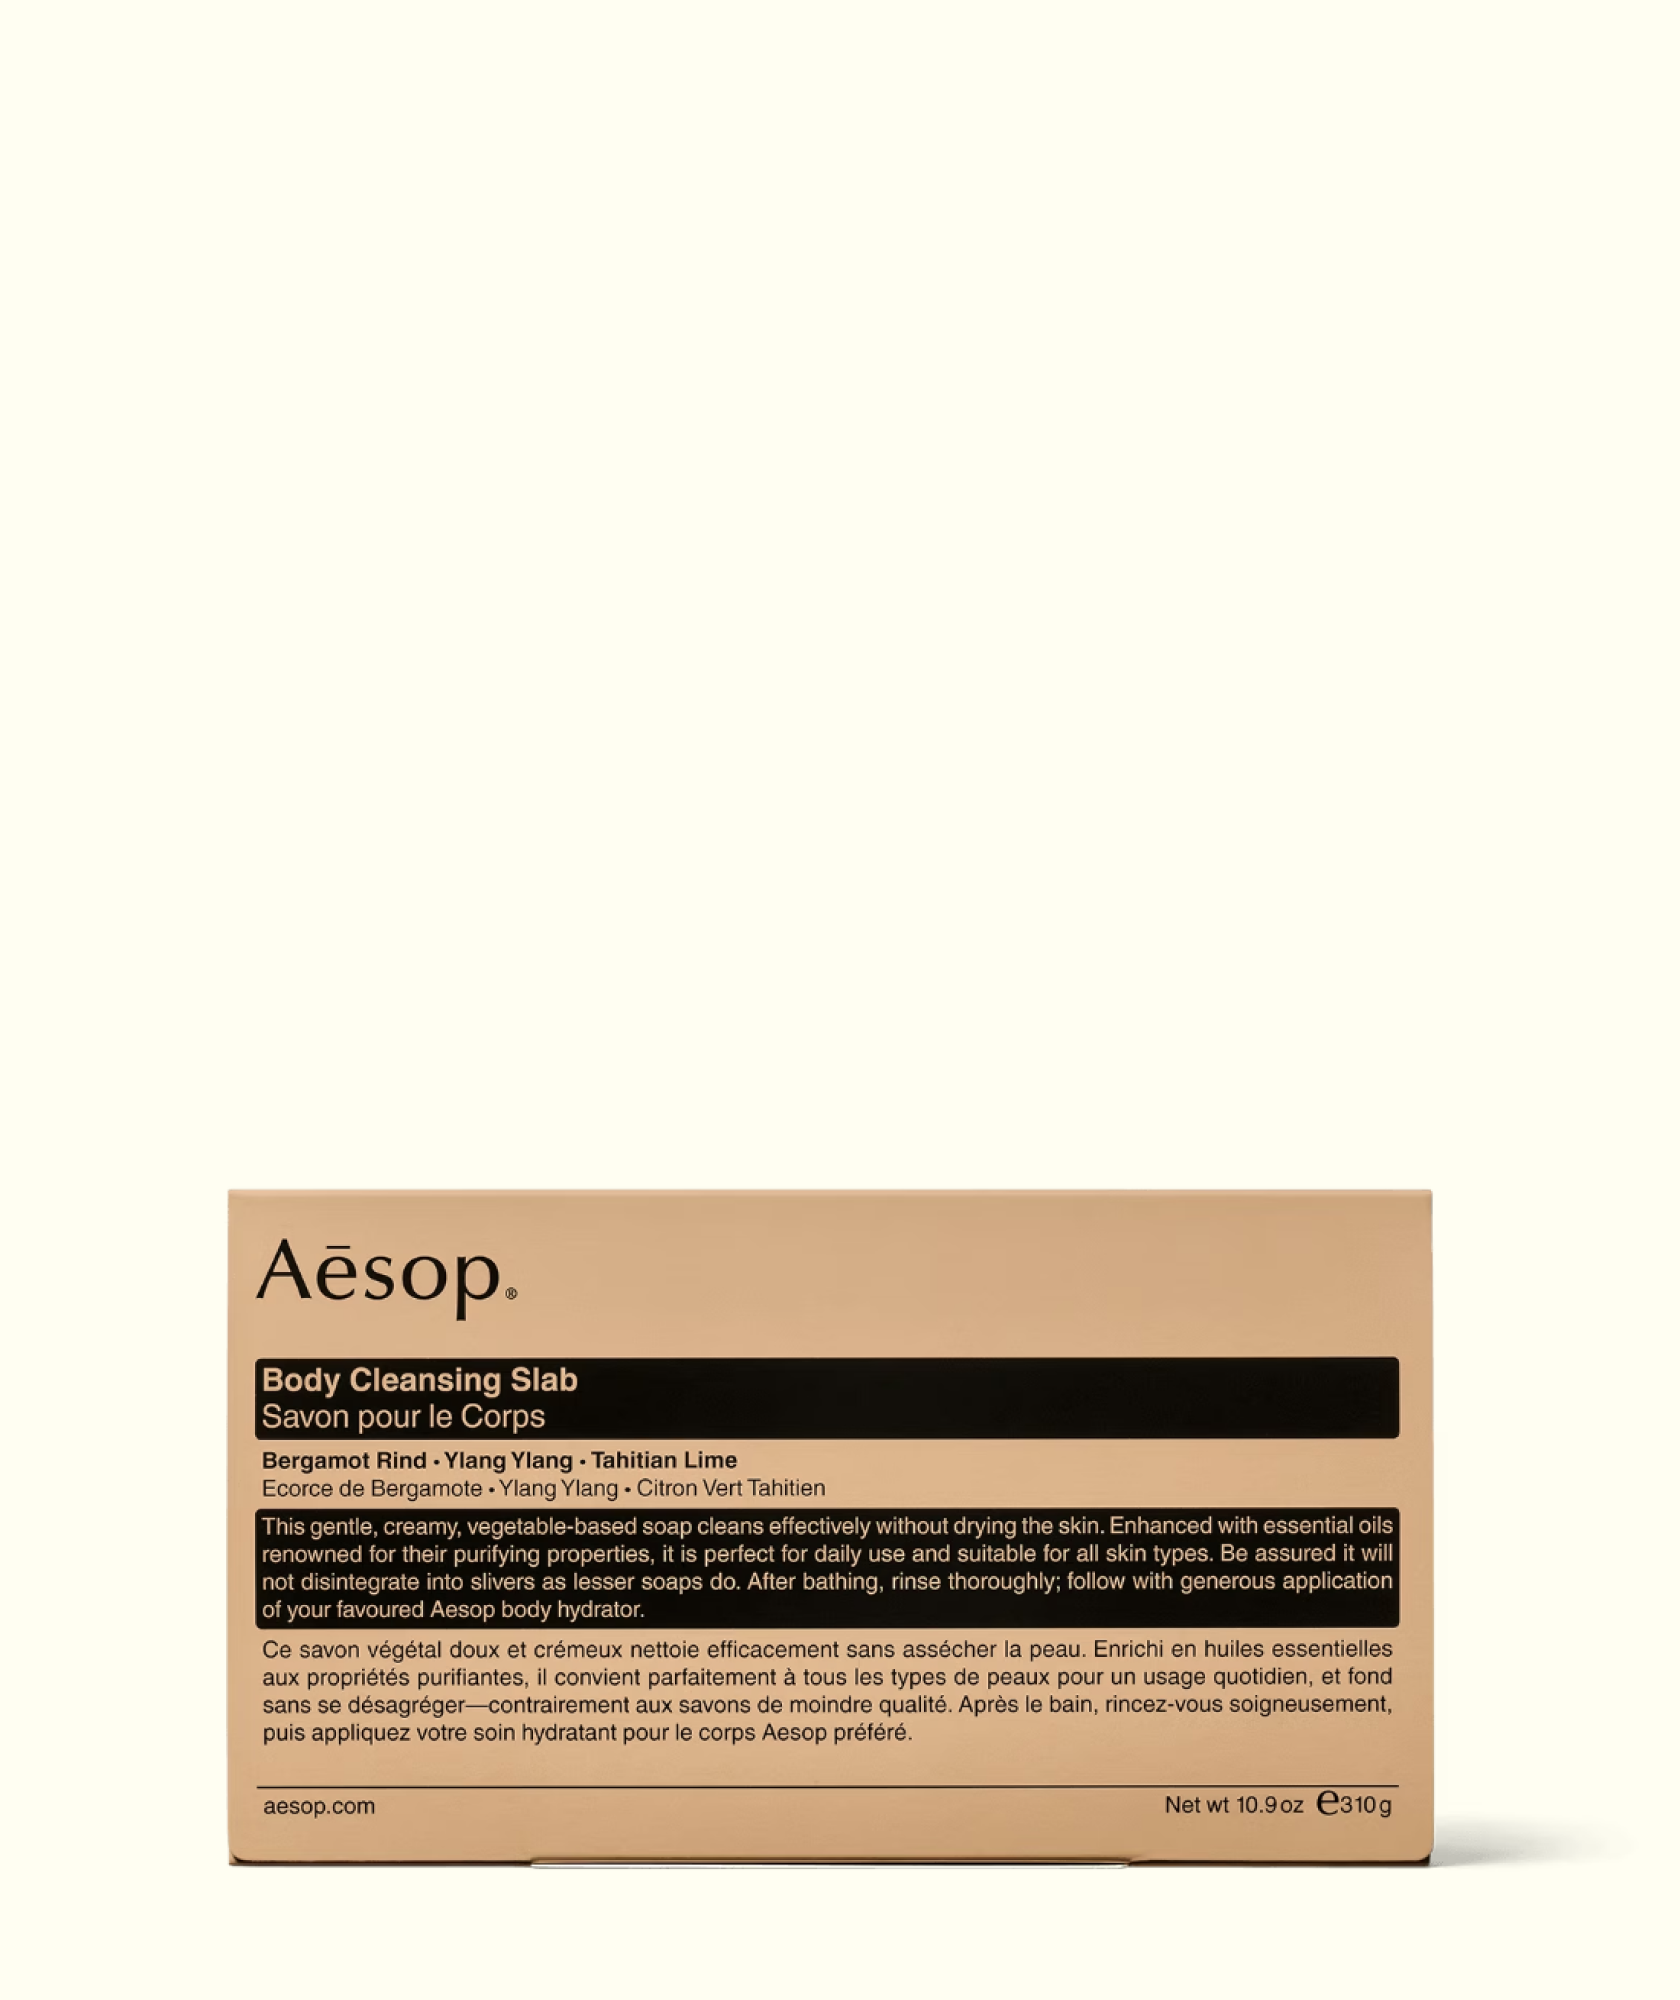 Aēsop®
Body Cleansing Slab
Savon pour le Corps
Bergamot Rind • Ylang Ylang • Tahitian Lime
Ecorce de Bergamote • Ylang Ylang • Citron Vert Tahitien
This gentle, creamy, vegetable-based soap cleans effectively without drying the skin. Enhanced with essential oils
renowned for their purifying properties, it is perfect for daily use and suitable for all skin types. Be assured it will
not disintegrate into slivers as lesser soaps do. After bathing, rinse thoroughly; follow with generous application
of your favoured Aesop body hydrator.
Ce savon végétal doux et crémeux nettoie efficacement sans assécher la peau. Enrichi en huiles essentielles
aux propriétés purifiantes, il convient parfaitement à tous les types de peaux pour un usage quotidien, et fond
sans se désagréger—contrairement aux savons de moindre qualité. Après le bain, rincez-vous soigneusement,
puis appliquez votre soin hydratant pour le corps Aesop préféré.
aesop.com Net wt 10.9 oz ℮310 g